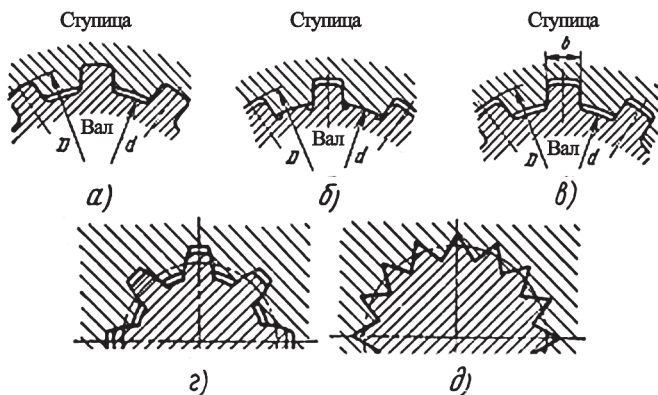 Ступица Ступица Ступица
b
D Вал d D Вал d D Вал d
а) б) в)
г) д)